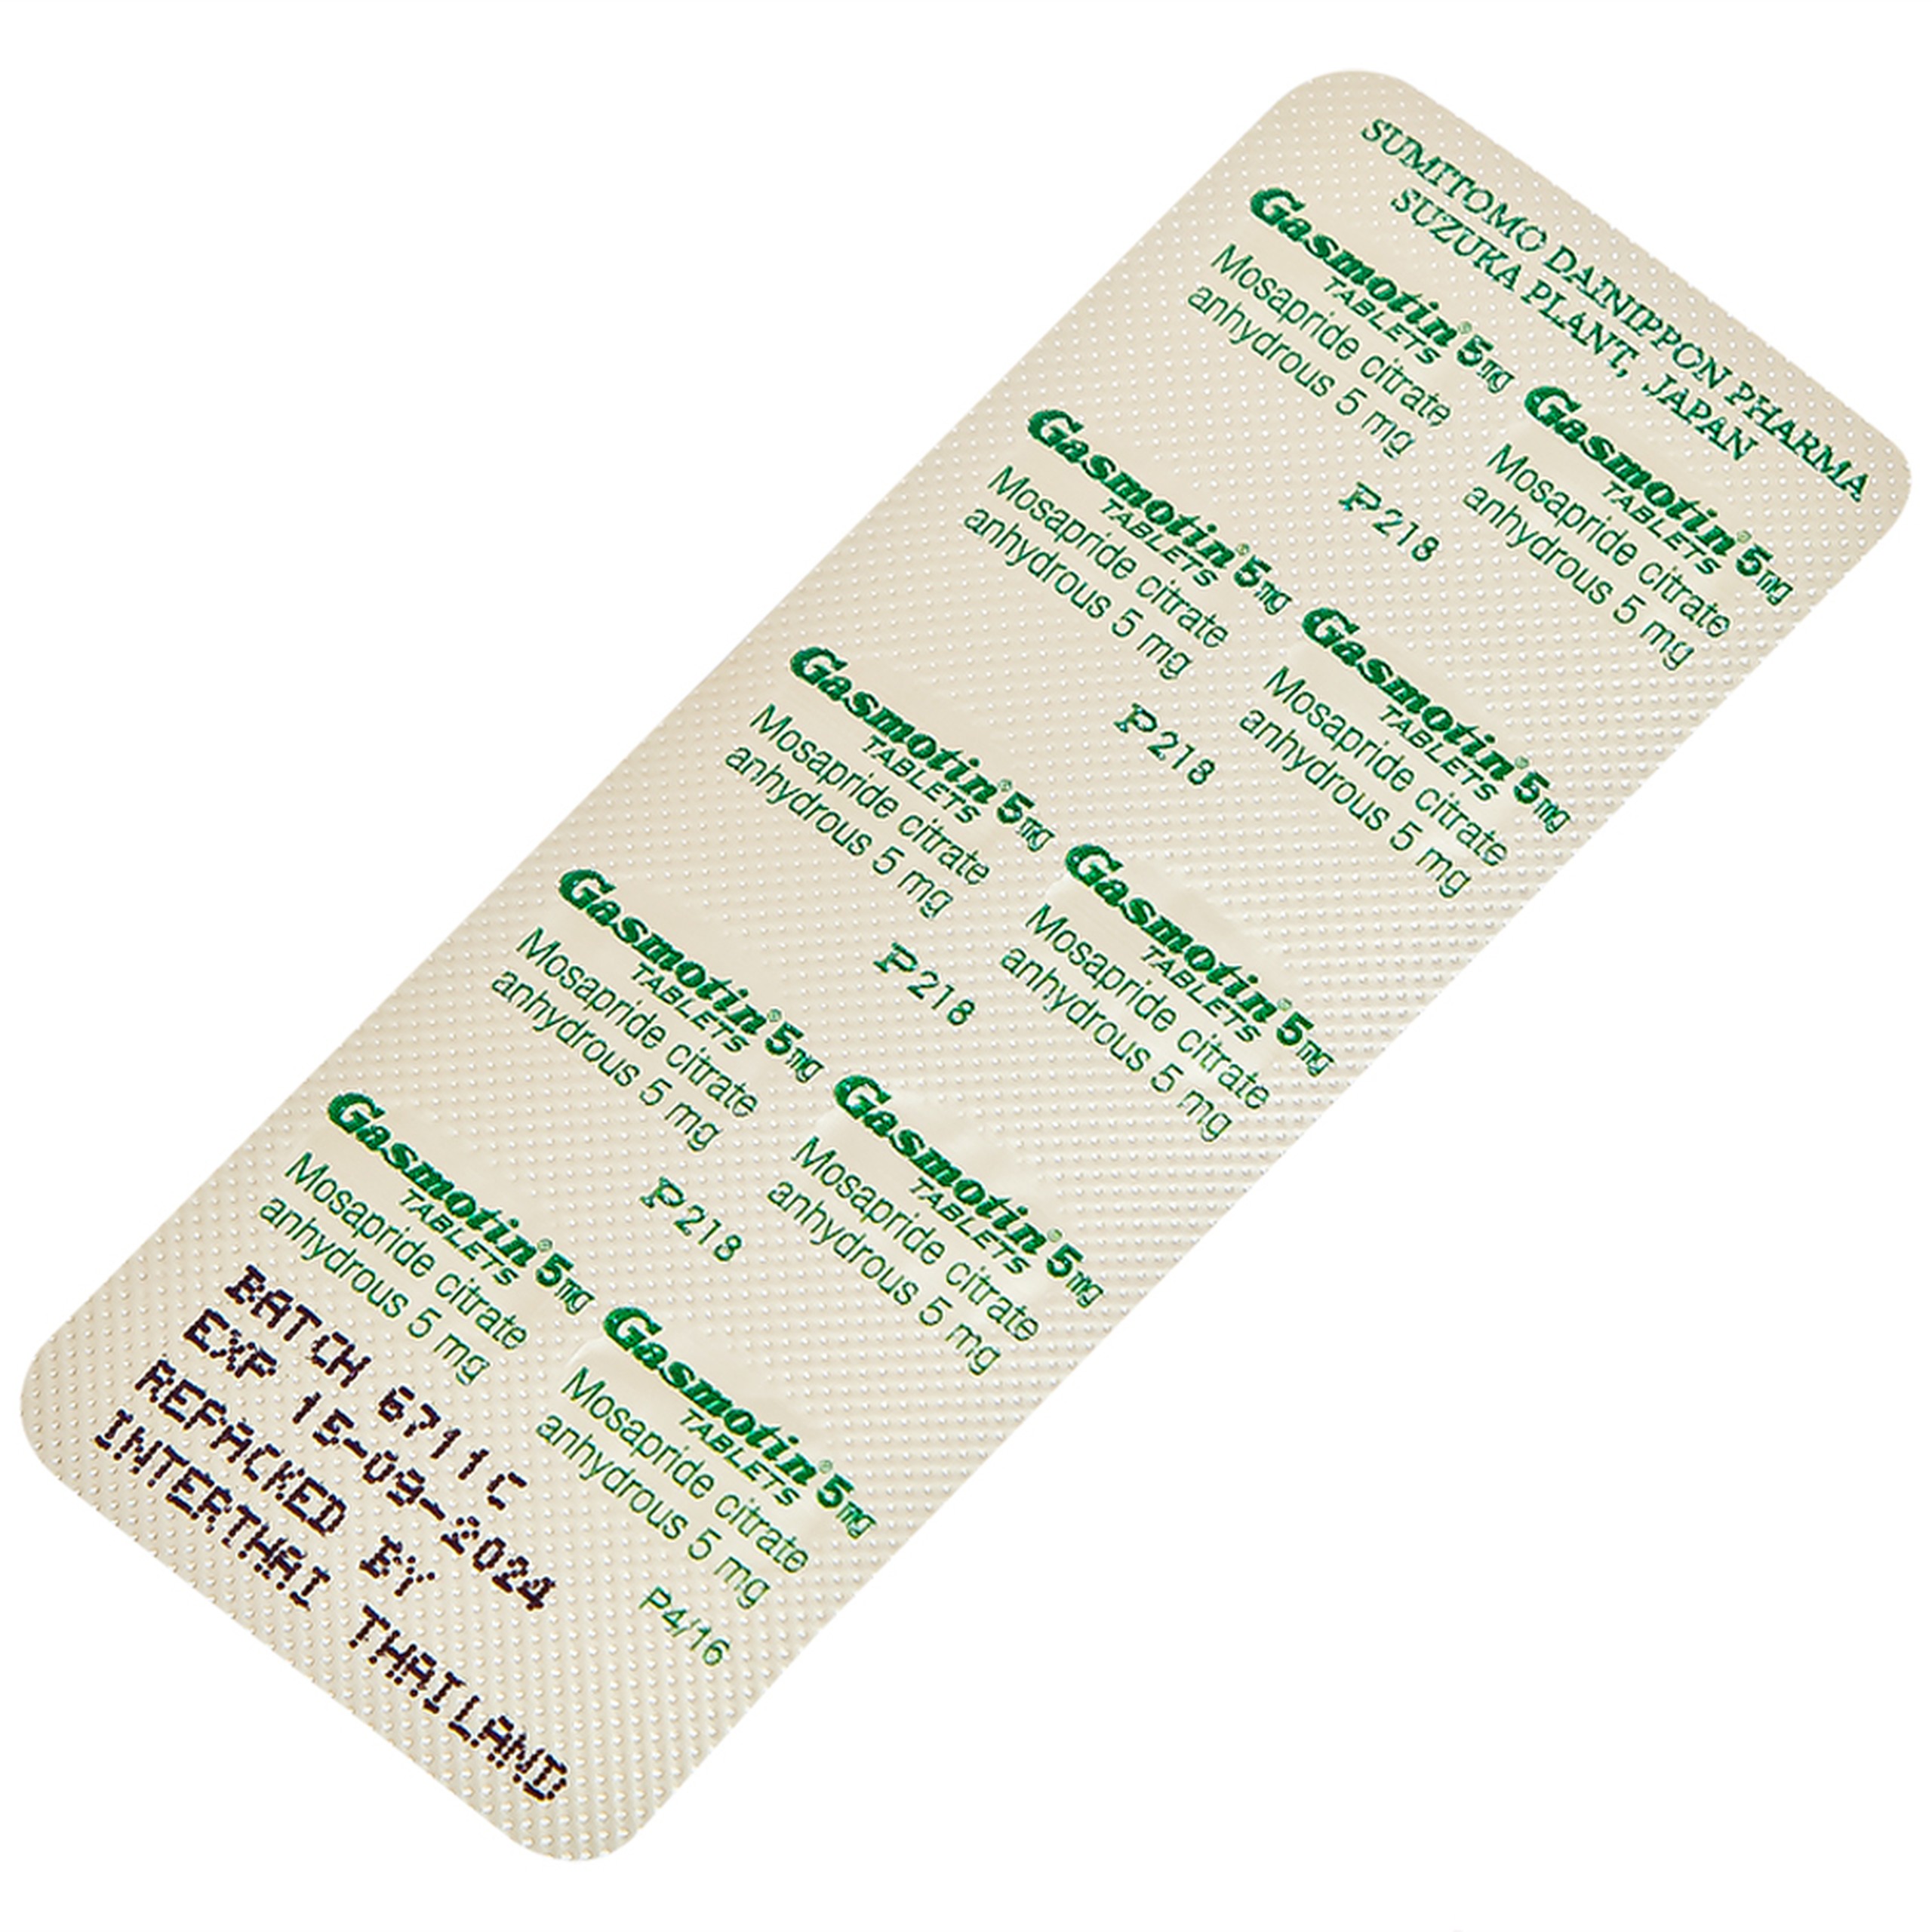 SUMITOMO DAINIPPON PHARMA
SUZUKA PLANT, JAPAN
Gasmotin® 5mg
TABLETS
Mosapride citrate
anhydrous 5 mg
Gasmotin® 5mg
TABLETS
Mosapride citrate
anhydrous 5 mg
P218
Gasmotin® 5mg
TABLETS
Mosapride citrate
anhydrous 5 mg
Gasmotin® 5mg
TABLETS
Mosapride citrate
anhydrous 5 mg
P218
Gasmotin® 5mg
TABLETS
Mosapride citrate
anhydrous 5 mg
Gasmotin® 5mg
TABLETS
Mosapride citrate
anhydrous 5 mg
P218
Gasmotin® 5mg
TABLETS
Mosapride citrate
anhydrous 5 mg
Gasmotin® 5mg
TABLETS
Mosapride citrate
anhydrous 5 mg
P218
Gasmotin® 5mg
TABLETS
Mosapride citrate
anhydrous 5 mg
Gasmotin® 5mg
TABLETS
Mosapride citrate
anhydrous 5 mg
P4/16
BATCH 6711C
EXP 15-09-2024
REPACKED BY
INTERTHAI THAILAND